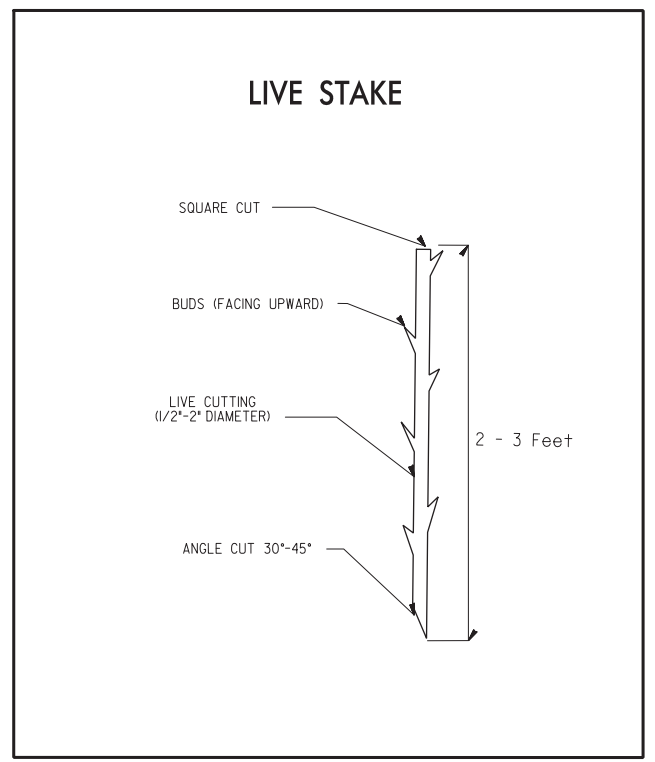 LIVE STAKE
SQUARE CUT
BUDS (FACING UPWARD)
LIVE CUTTING
(1/2"-2" DIAMETER)
2 - 3 Feet
ANGLE CUT 30°-45°